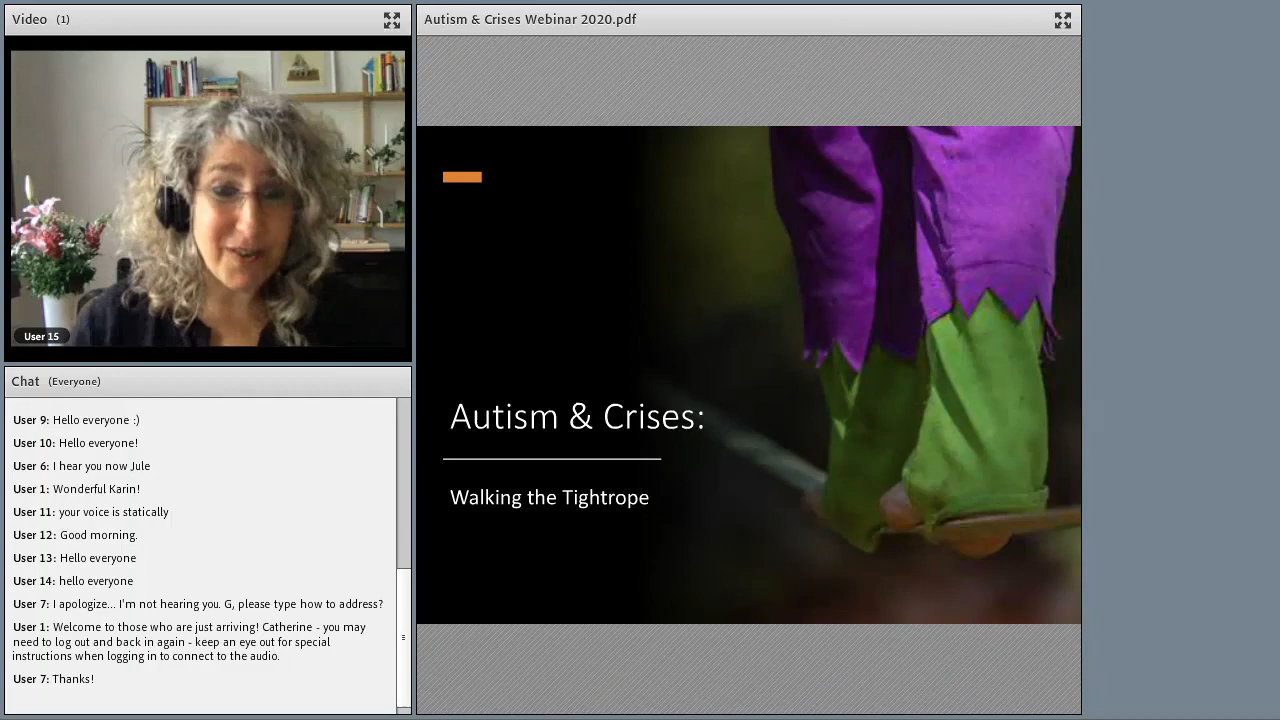 Video (1)
User 15
Chat (Everyone)
User 9: Hello everyone :)
User 10: Hello everyone!
User 6: I hear you now Jule
User 1: Wonderful Karin!
User 11: your voice is statically
User 12: Good morning.
User 13: Hello everyone
User 14: hello everyone
User 7: I apologize... I'm not hearing you. G, please type how to address?
User 1: Welcome to those who are just arriving! Catherine - you may
need to log out and back in again - keep an eye out for special
instructions when logging in to connect to the audio.
User 7: Thanks!
Autism & Crises Webinar 2020.pdf
Autism & Crises:
Walking the Tightrope